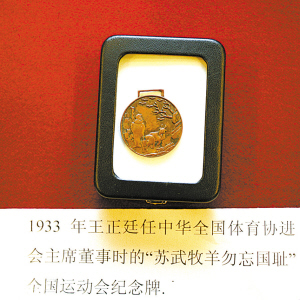 1933 年王正廷任中华全国体育协进
会主席董事时的“苏武牧羊勿忘国耻”
全国运动会纪念牌.